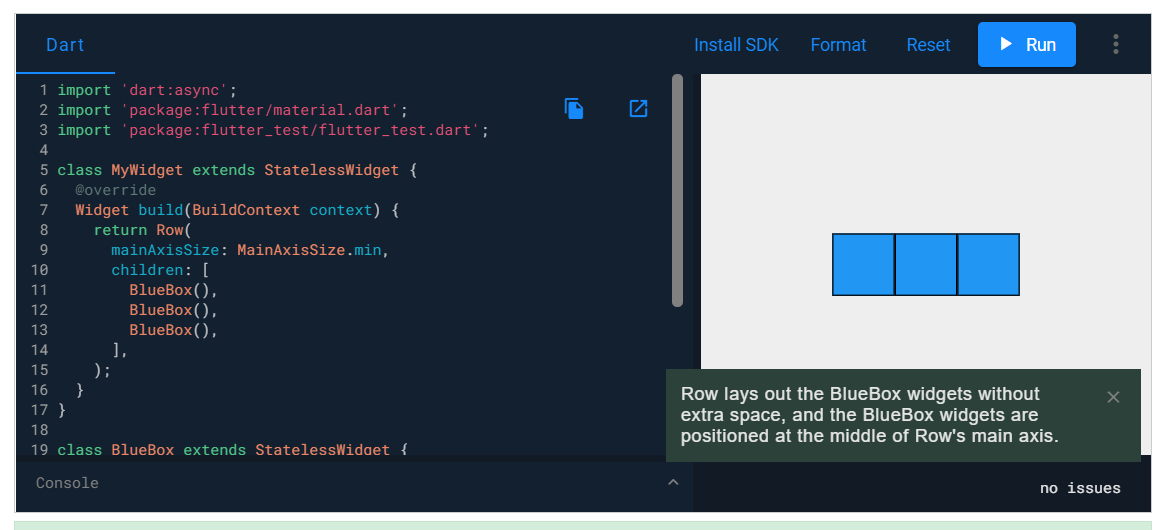 Dart
Install SDK Format Reset Run
1 import 'dart:async';
2 import 'package:flutter/material.dart';
3 import 'package:flutter_test/flutter_test.dart';
4
5 class MyWidget extends StatelessWidget {
6 @override
7 Widget build(BuildContext context) {
8 return Row(
9 mainAxisSize: MainAxisSize.min,
10 children: [
11 BlueBox(),
12 BlueBox(),
13 BlueBox(),
14 ],
15 );
16 }
17 }
18
19 class BlueBox extends StatelessWidget {
Row lays out the BlueBox widgets without
extra space, and the BlueBox widgets are
positioned at the middle of Row's main axis.
Console
no issues